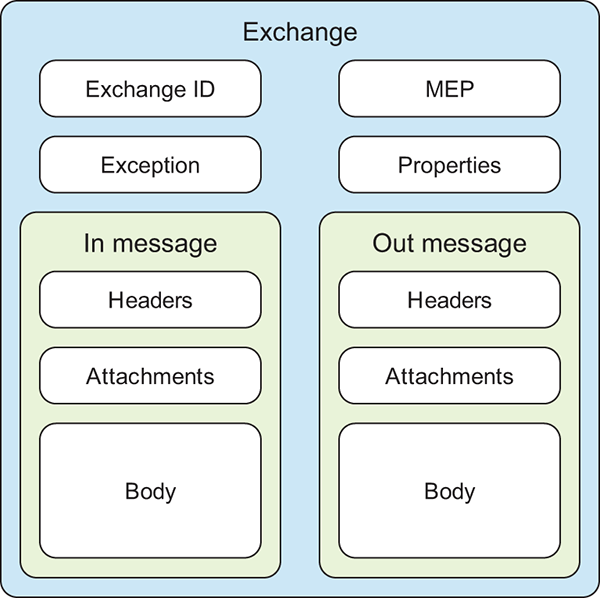 Exchange
Exchange ID
MEP
Exception
Properties
In message
Headers
Attachments
Body
Out message
Headers
Attachments
Body